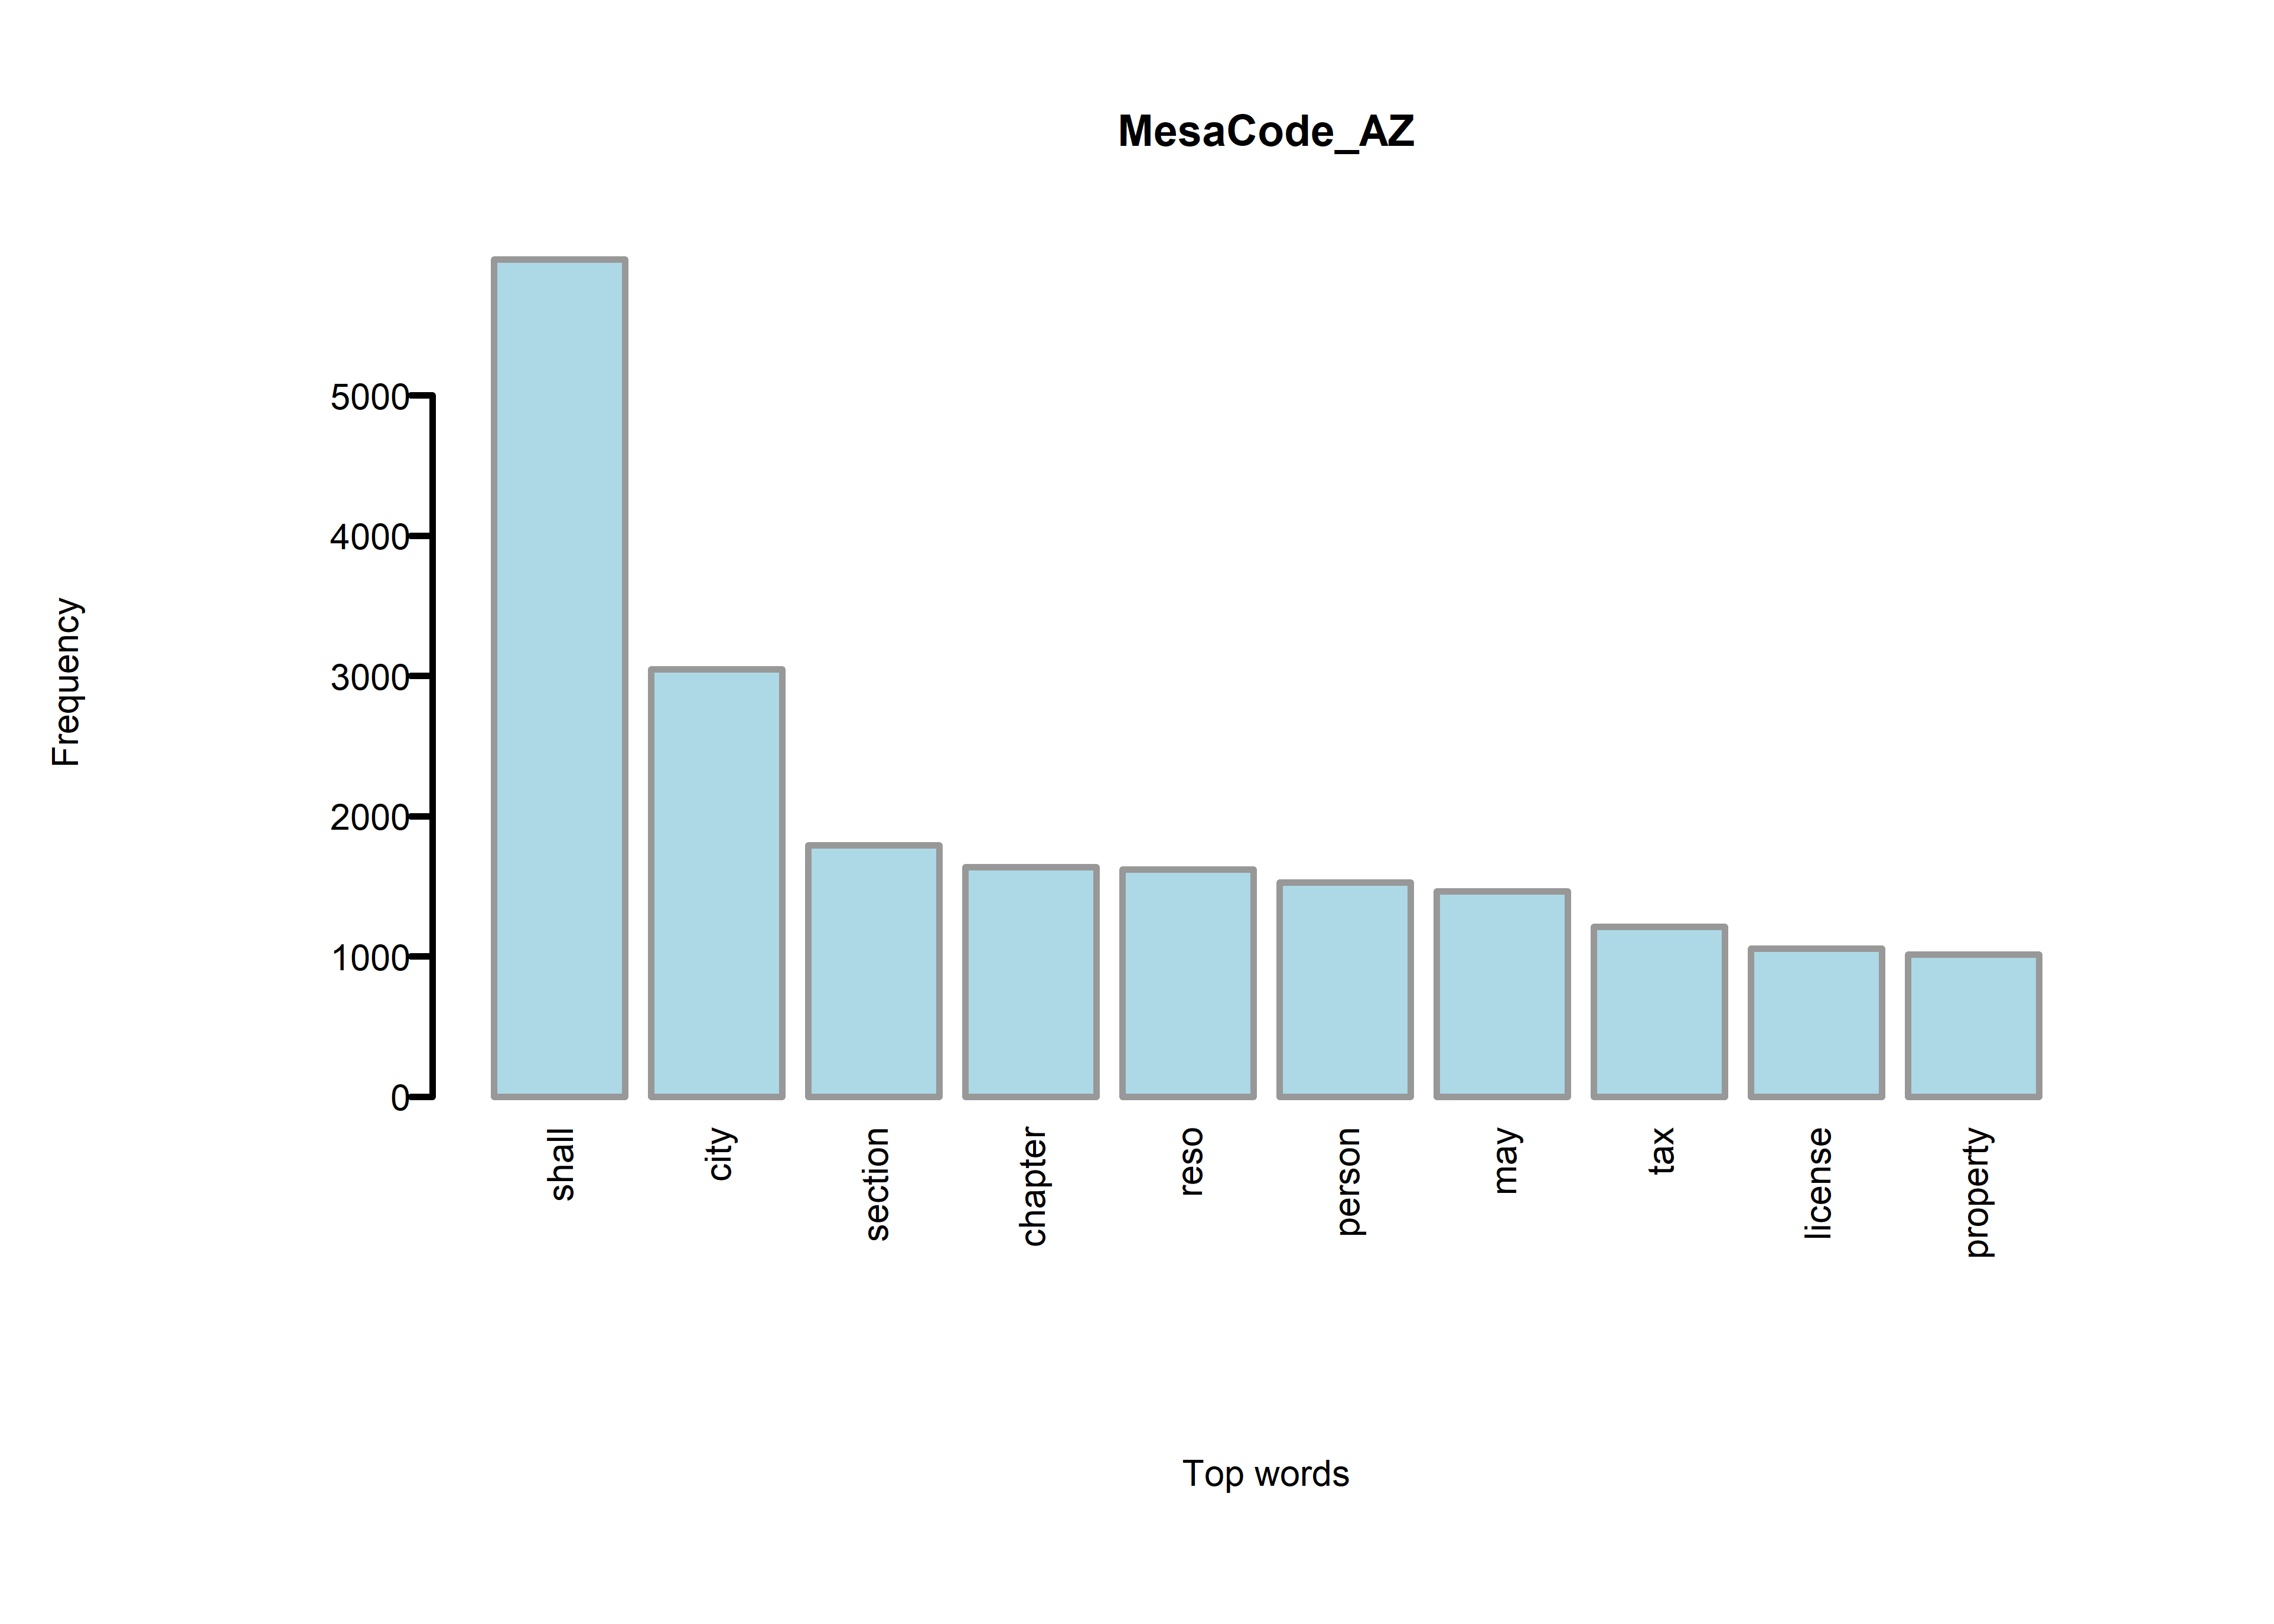 MesaCode_AZ
Frequency
5000
4000
3000
2000
1000
0
shall
city
section
chapter
reso
person
may
tax
license
property
Top words